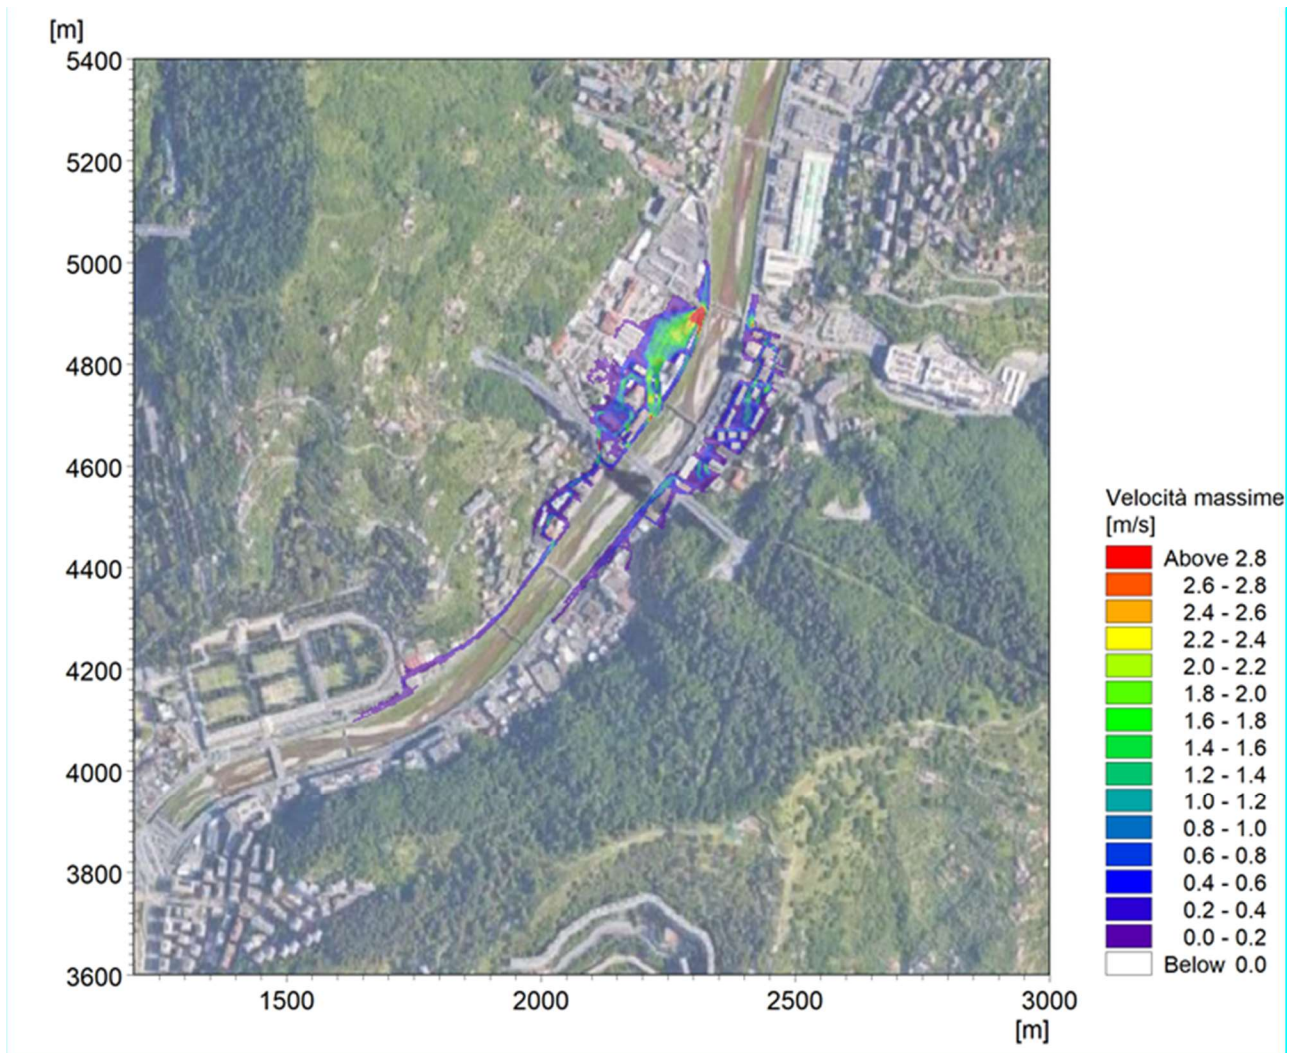 [m]
5400
5200
5000
4800
4600
4400
4200
4000
3800
3600
1500
2000
2500
3000
[m]
Velocità massime
[m/s]
Above 2.8
2.6 - 2.8
2.4 - 2.6
2.2 - 2.4
2.0 - 2.2
1.8 - 2.0
1.6 - 1.8
1.4 - 1.6
1.2 - 1.4
1.0 - 1.2
0.8 - 1.0
0.6 - 0.8
0.4 - 0.6
0.2 - 0.4
0.0 - 0.2
Below 0.0